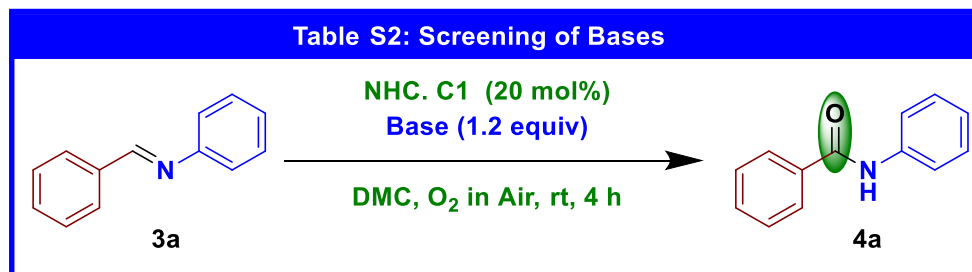 Table S2: Screening of Bases
NHC. C1 (20 mol%)
Base (1.2 equiv)
DMC, O₂ in Air, rt, 4 h
N
3a
O
N
H
4a